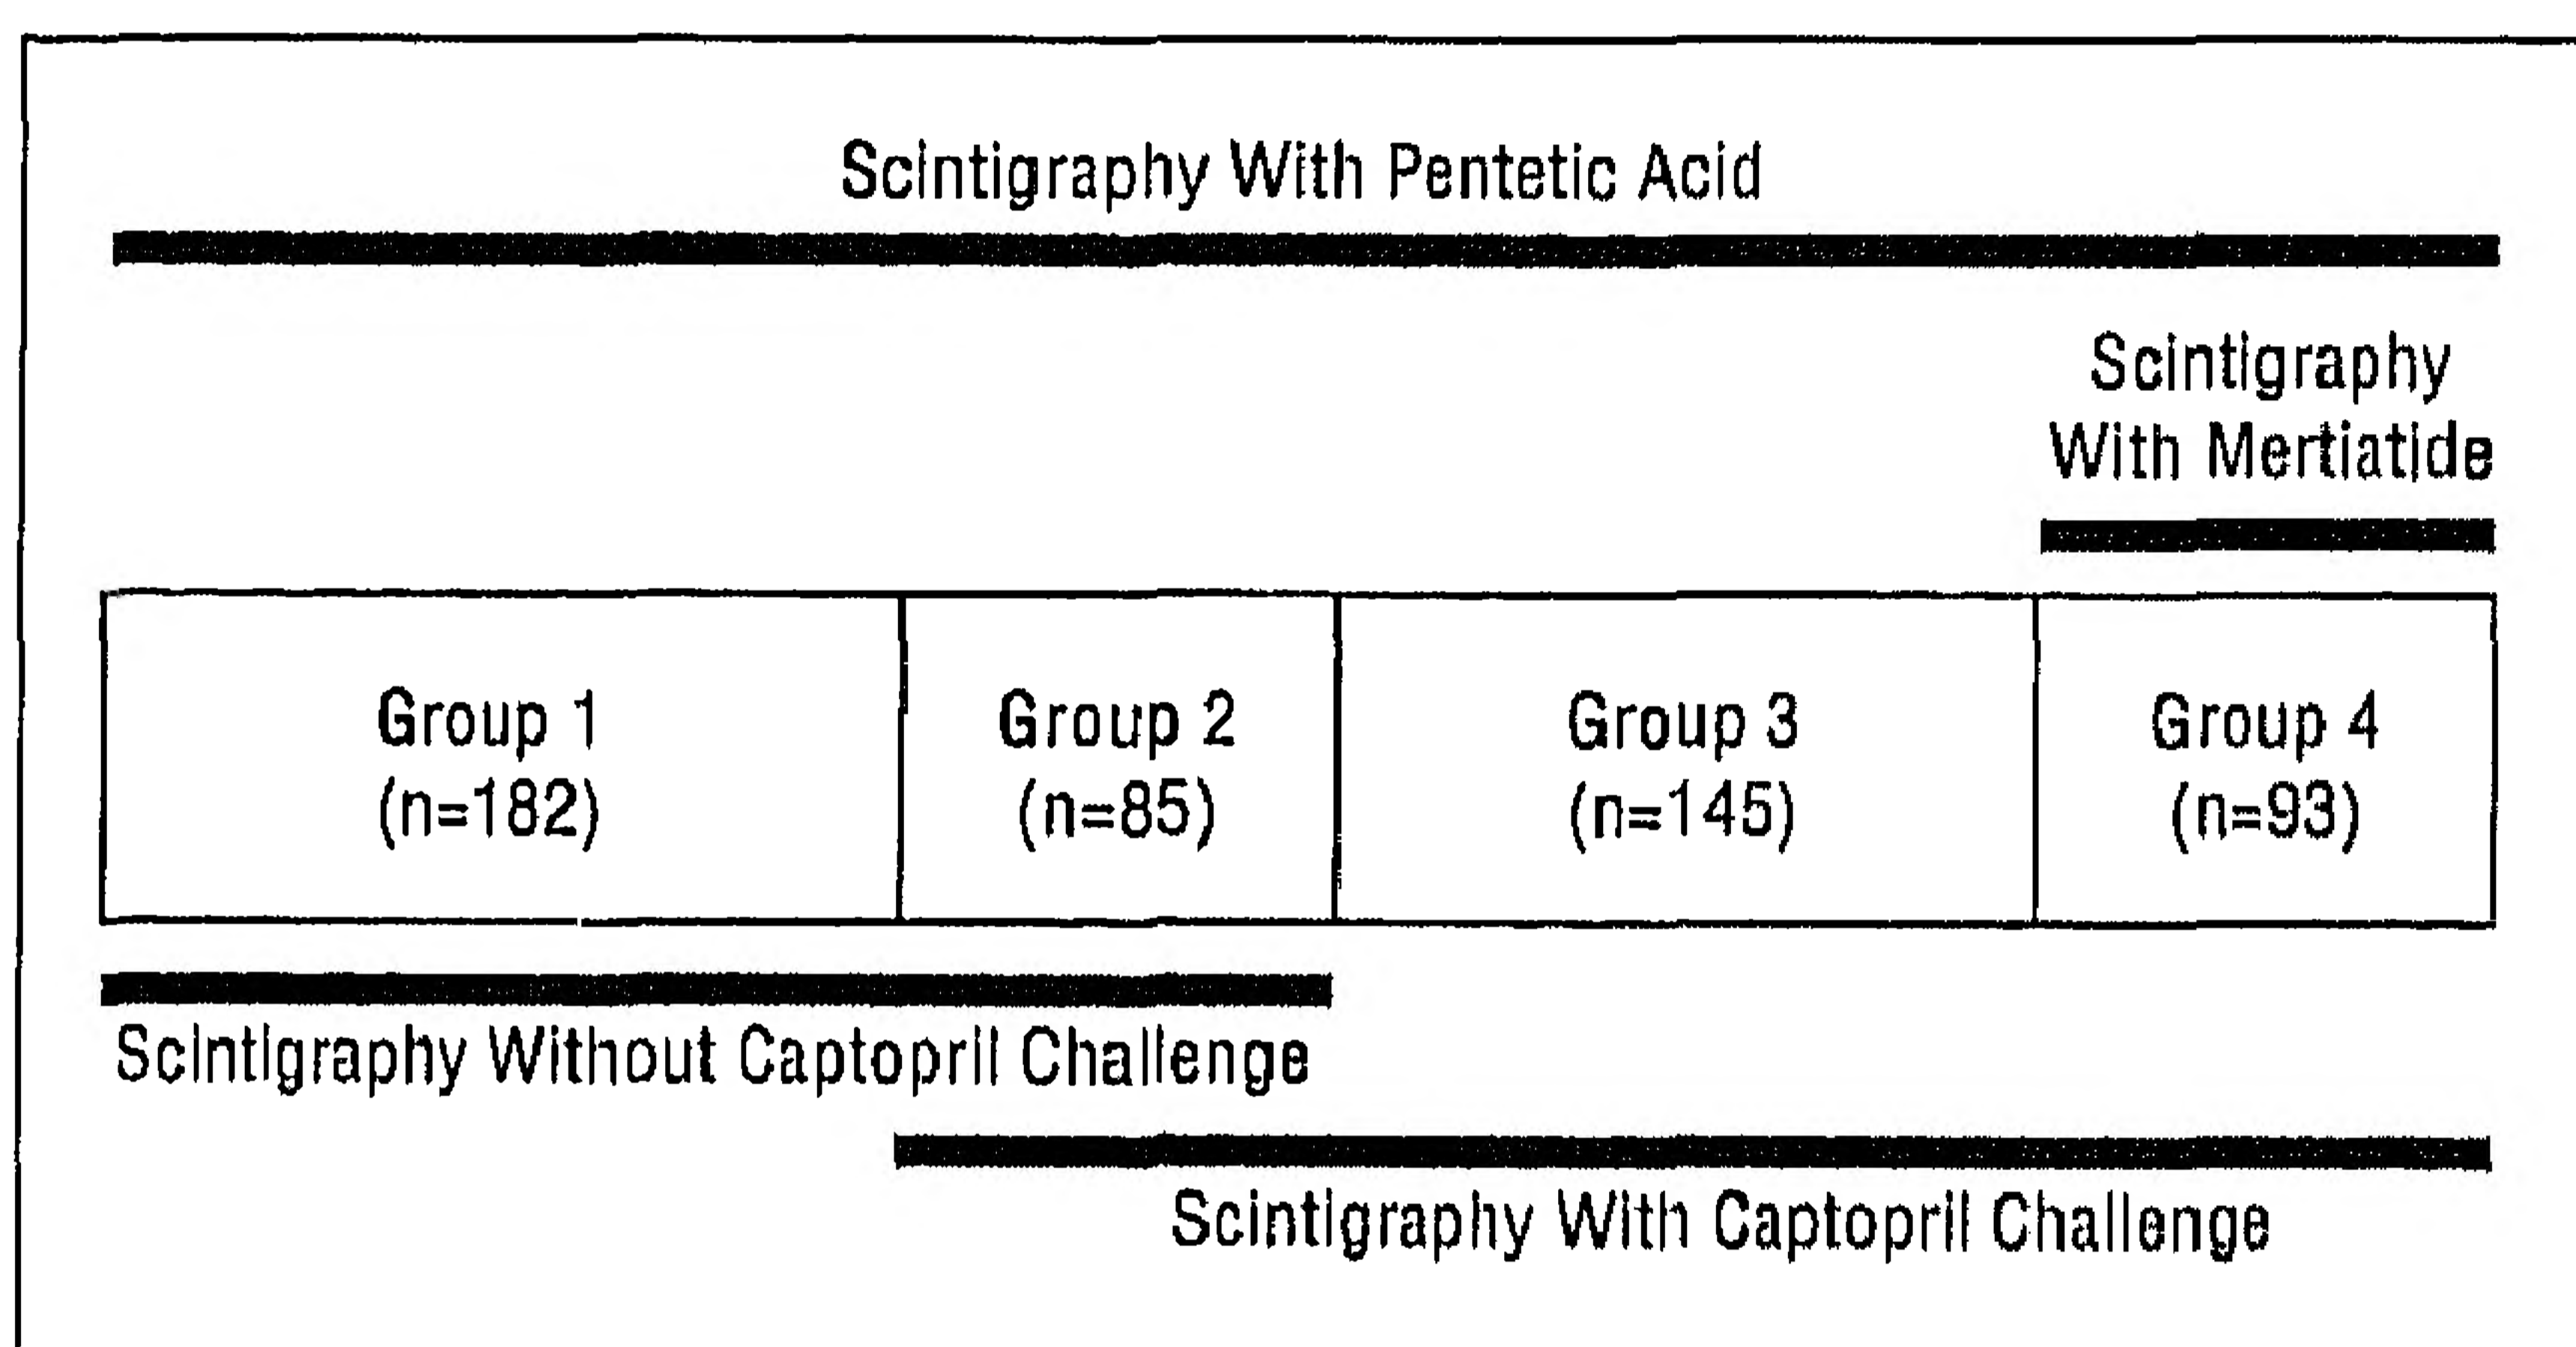 Scintigraphy With Pentetic Acid
Scintigraphy
With Mertiatide
Group 1
(n=182)
Group 2
(n=85)
Group 3
(n=145)
Group 4
(n=93)
Scintigraphy Without Captopril Challenge
Scintigraphy With Captopril Challenge